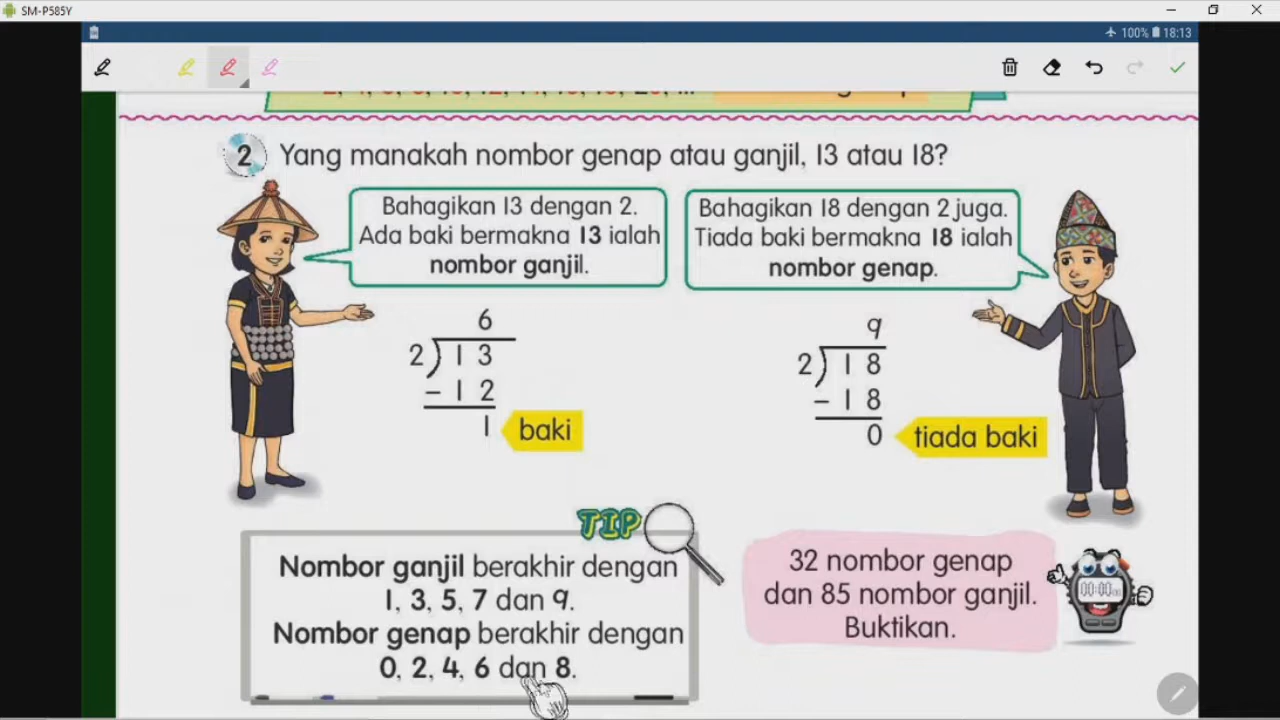 SM-P585Y
100% 18:13
2 Yang manakah nombor genap atau ganjil, 13 atau 18?
Bahagikan 13 dengan 2.
Ada baki bermakna 13 ialah
nombor ganjil.
Bahagikan 18 dengan 2 juga.
Tiada baki bermakna 18 ialah
nombor genap.
6
2 1 3
- 1 2
1 baki
9
2 1 8
- 1 8
0 tiada baki
TIP
Nombor ganjil berakhir dengan
1, 3, 5, 7 dan 9.
Nombor genap berakhir dengan
0, 2, 4, 6 dan 8.
32 nombor genap
dan 85 nombor ganjil.
Buktikan.
00:00